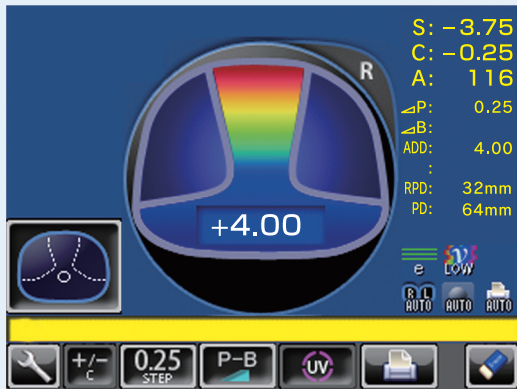 R
S: -3.75
C: -0.25
A: 116
⊿P: 0.25
⊿B:
ADD: 4.00
:
RPD: 32mm
PD: 64mm
+4.00
e LOW
R L
AUTO AUTO AUTO
+/-
C
0.25
STEP
P-B
UV